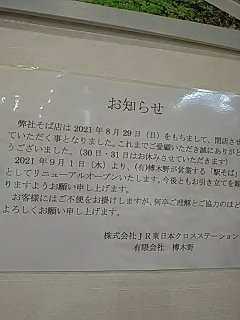 お知らせ
弊社そば店は2021年8月29日（日）をもちまして、閉店させ
ていただく事となりました。これまでご愛顧いただき誠にありがと
うございました。（30日・31日はお休みさせていただきます）
2021年9月1日（水）より、(有)榑木野が営業する「駅そば」
としてリニューアルオープンいたします。今後ともお引き立てを賜
りますようお願い申し上げます。
お客様にはご不便をお掛けしますが、何卒ご理解とご協力のほど
よろしくお願い申し上げます。
株式会社JR東日本クロスステーション
有限会社 榑木野